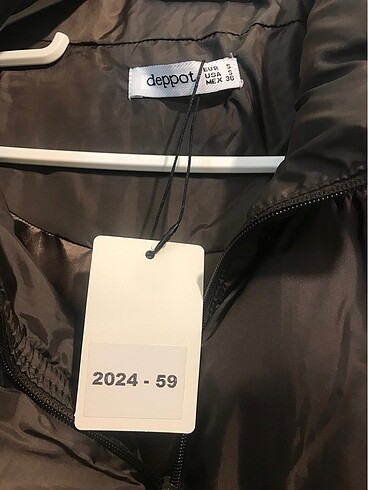 deppot
EUR S
USA S
MEX 36
2024 - 59